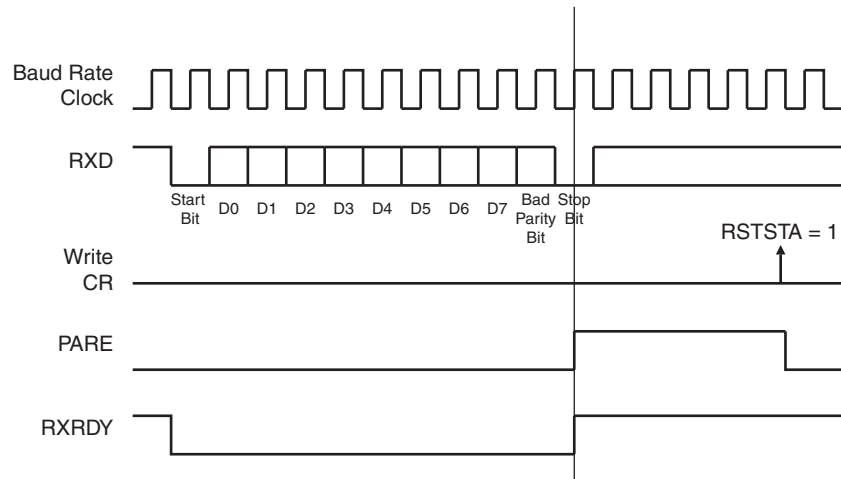 Baud Rate
Clock
RXD
Start
Bit
D0
D1
D2
D3
D4
D5
D6
D7
Bad
Parity
Bit
Stop
Bit
RSTSTA = 1
Write
CR
PARE
RXRDY